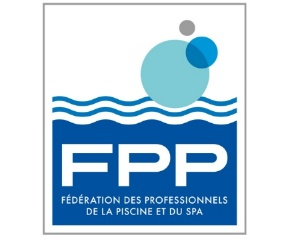 FPP
FÉDÉRATION DES PROFESSIONNELS
DE LA PISCINE ET DU SPA